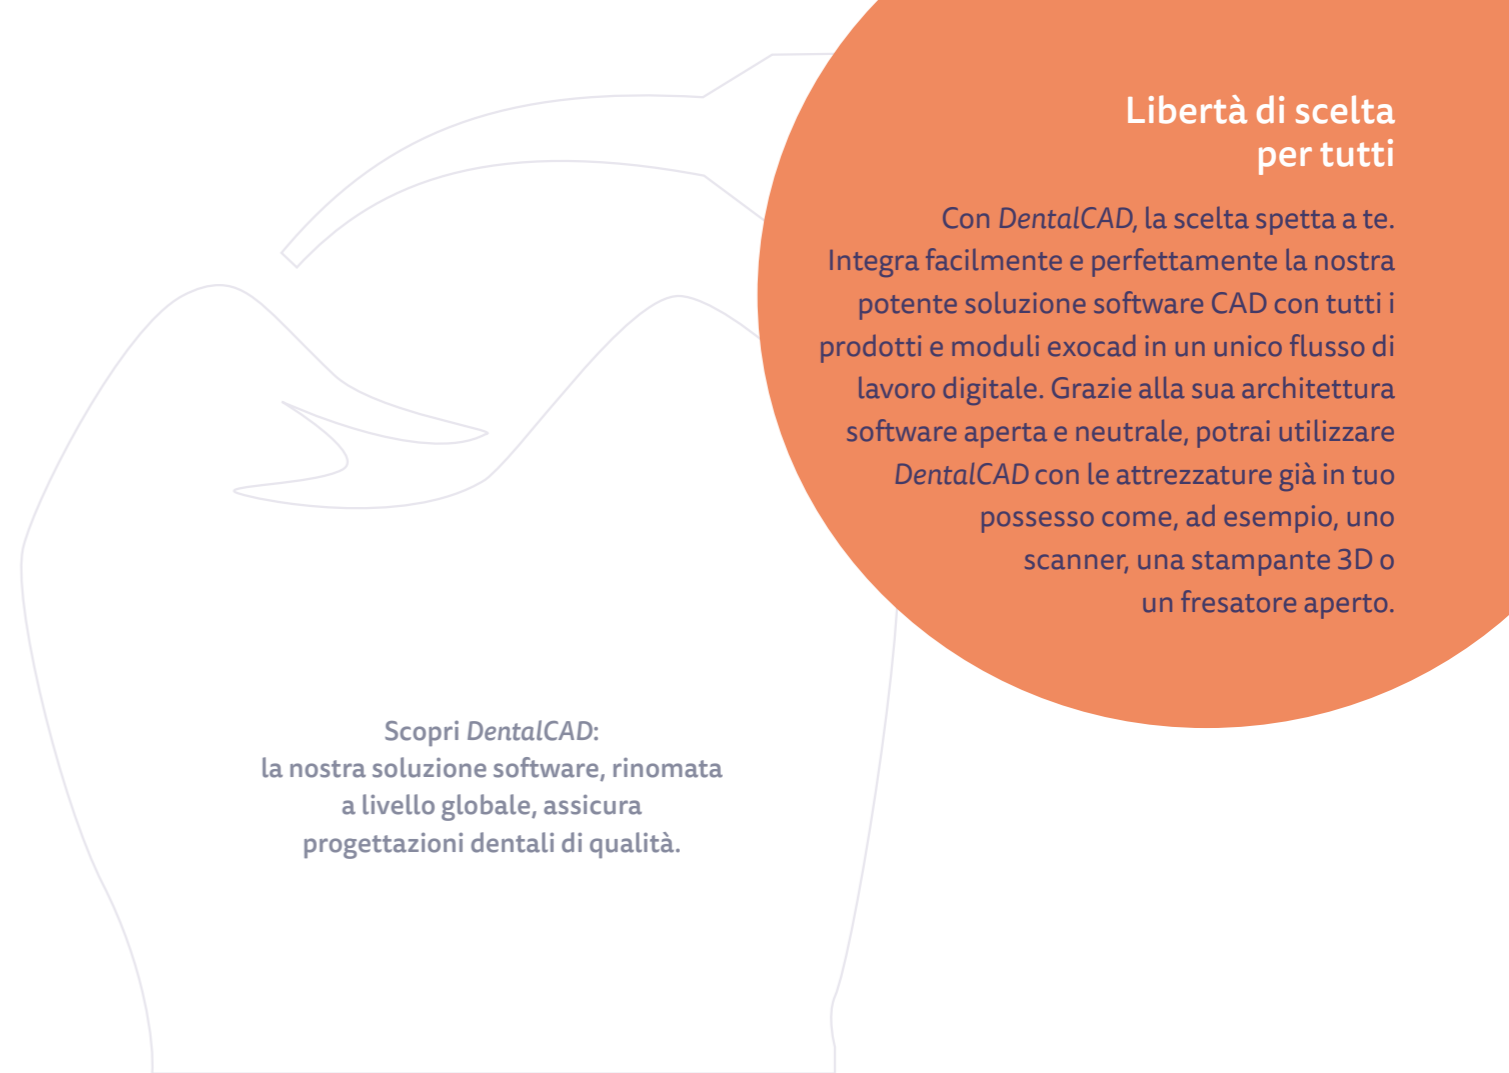 Libertà di scelta
per tutti
Con DentalCAD, la scelta spetta a te.
Integra facilmente e perfettamente la nostra
potente soluzione software CAD con tutti i
prodotti e moduli exocad in un unico flusso di
lavoro digitale. Grazie alla sua architettura
software aperta e neutrale, potrai utilizzare
DentalCAD con le attrezzature già in tuo
possesso come, ad esempio, uno
scanner, una stampante 3D o
un fresatore aperto.
Scopri DentalCAD:
la nostra soluzione software, rinomata
a livello globale, assicura
progettazioni dentali di qualità.